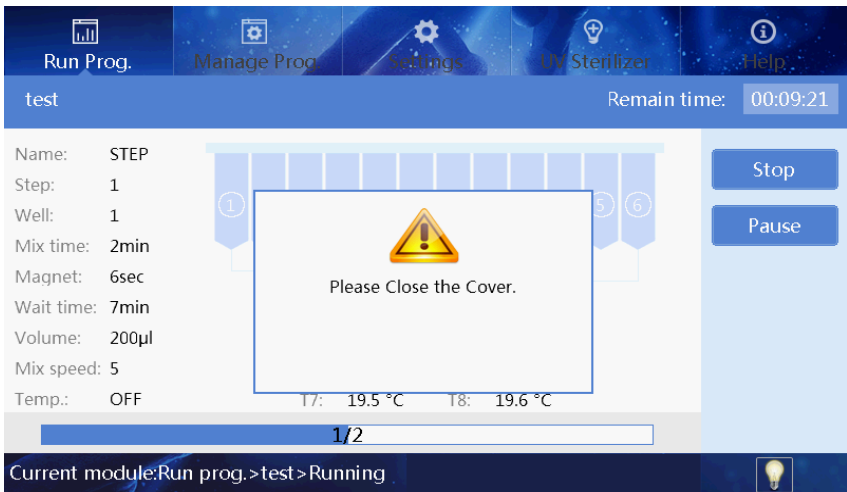 Run Prog. Manage Prog. Settings UV Sterilizer Help
test Remain time: 00:09:21
Name: STEP
Step: 1
Well: 1
Mix time: 2min
Magnet: 6sec
Wait time: 7min
Volume: 200μl
Mix speed: 5
Temp.: OFF
Stop
Pause
1 5 6
Please Close the Cover.
T7: 19.5 °C T8: 19.6 °C
1/2
Current module:Run prog.>test>Running